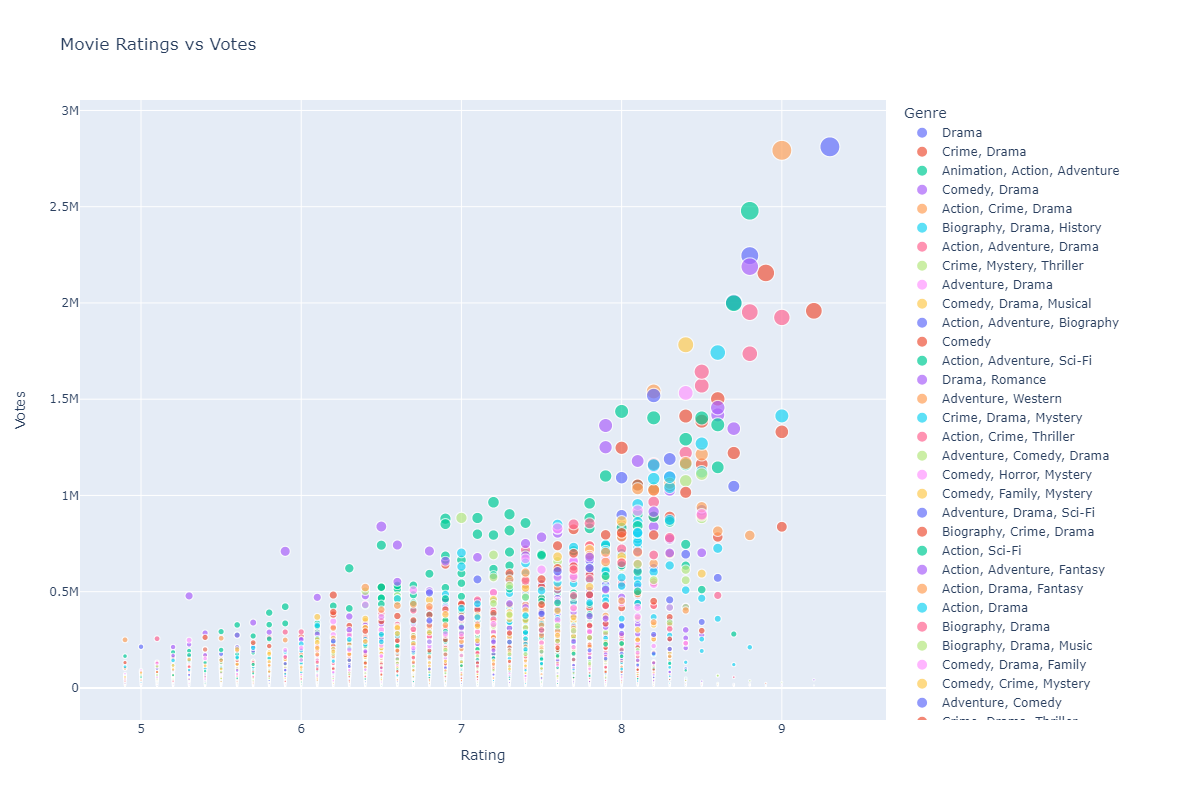 Movie Ratings vs Votes
3M
2.5M
2M
1.5M
1M
0.5M
0
Votes
5
6
7
8
9
Rating
Genre
Drama
Crime, Drama
Animation, Action, Adventure
Comedy, Drama
Action, Crime, Drama
Biography, Drama, History
Action, Adventure, Drama
Crime, Mystery, Thriller
Adventure, Drama
Comedy, Drama, Musical
Action, Adventure, Biography
Comedy
Action, Adventure, Sci-Fi
Drama, Romance
Adventure, Western
Crime, Drama, Mystery
Action, Crime, Thriller
Adventure, Comedy, Drama
Comedy, Horror, Mystery
Comedy, Family, Mystery
Adventure, Drama, Sci-Fi
Biography, Crime, Drama
Action, Sci-Fi
Action, Adventure, Fantasy
Action, Drama, Fantasy
Action, Drama
Biography, Drama
Biography, Drama, Music
Comedy, Drama, Family
Comedy, Crime, Mystery
Adventure, Comedy
Crime, Drama, Thriller